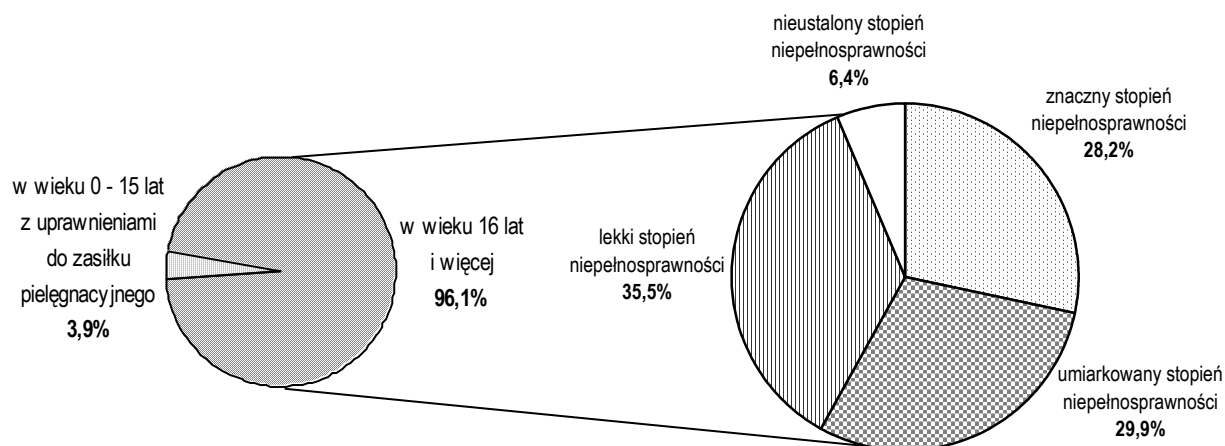 nieustalony stopień
niepełnosprawności
6,4%
znaczny stopień
niepełnosprawności
28,2%
w wieku 0 - 15 lat
z uprawnieniami
do zasiłku
pielęgnacyjnego
3,9%
w wieku 16 lat
i więcej
96,1%
lekki stopień
niepełnosprawności
35,5%
umiarkowany stopień
niepełnosprawności
29,9%